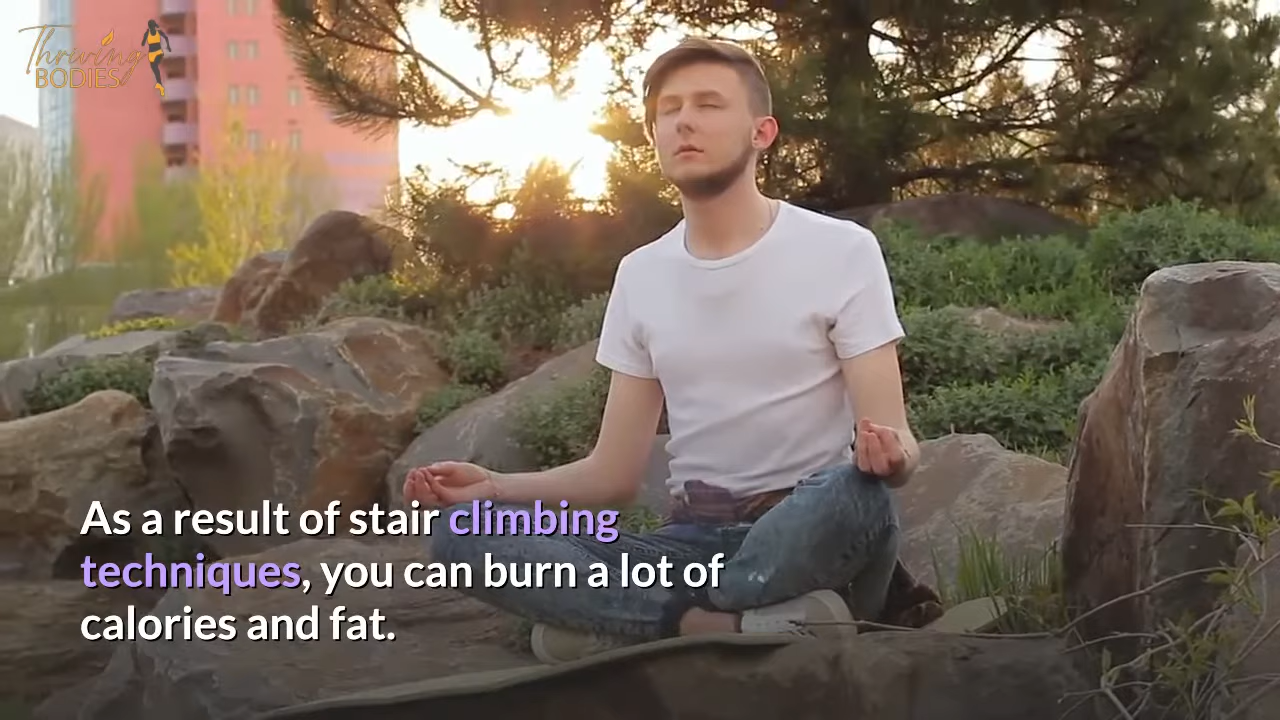 Thriving
BODIES
As a result of stair climbing
techniques, you can burn a lot of
calories and fat.